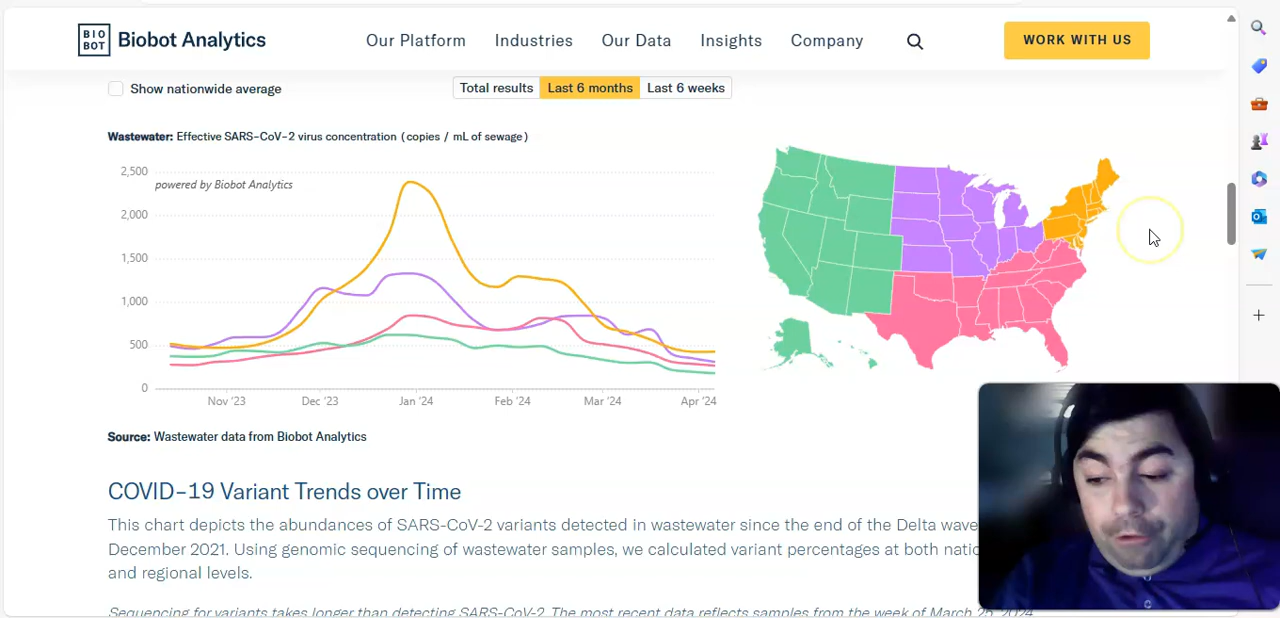 BIO
BOT
Biobot Analytics
Our Platform
Industries
Our Data
Insights
Company
WORK WITH US
Show nationwide average
Total results
Last 6 months
Last 6 weeks
Wastewater: Effective SARS-CoV-2 virus concentration (copies / mL of sewage)
2,500
powered by Biobot Analytics
2,000
1,500
1,000
500
0
Nov '23
Dec '23
Jan '24
Feb '24
Mar '24
Apr '24
Source: Wastewater data from Biobot Analytics
COVID-19 Variant Trends over Time
This chart depicts the abundances of SARS-CoV-2 variants detected in wastewater since the end of the Delta wave
December 2021. Using genomic sequencing of wastewater samples, we calculated variant percentages at both natio
and regional levels.
Sequencing for variants takes longer than detecting SARS-CoV-2. The most recent data reflects samples from the week of March 25, 2024.